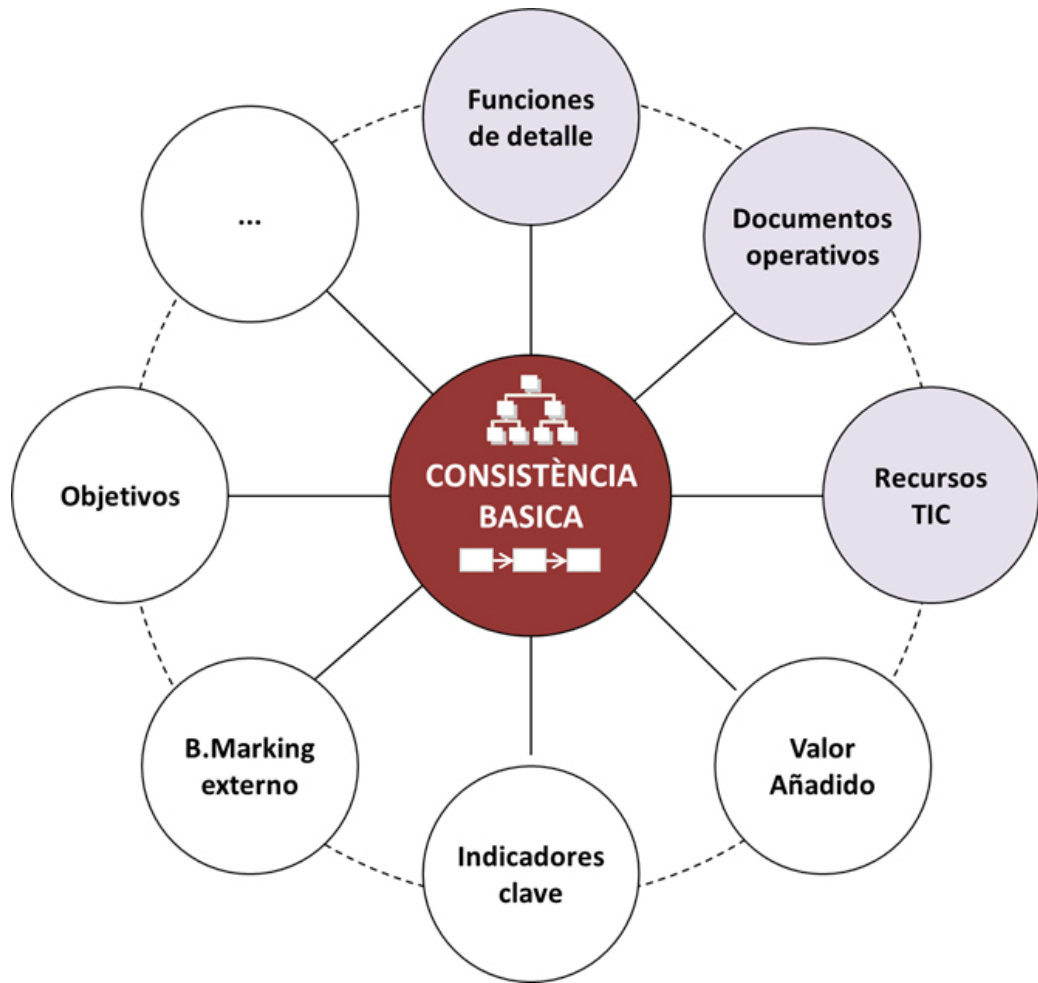 Funciones
de detalle
Documentos
operativos
Recursos
TIC
Valor
Añadido
Indicadores
clave
B.Marking
externo
Objetivos
...
CONSISTÈNCIA
BASICA